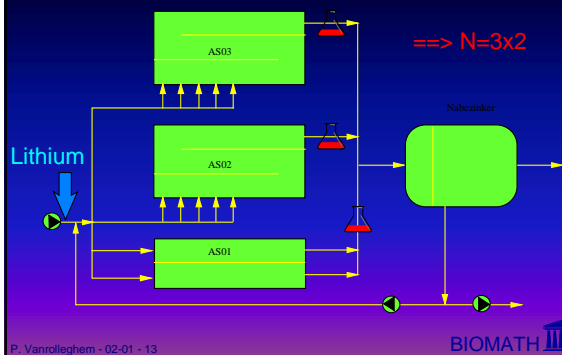 AS03
==> N=3x2
Nabezinker
AS02
Lithium
AS01
P. Vanrolleghem - 02-01 - 13
BIOMATH